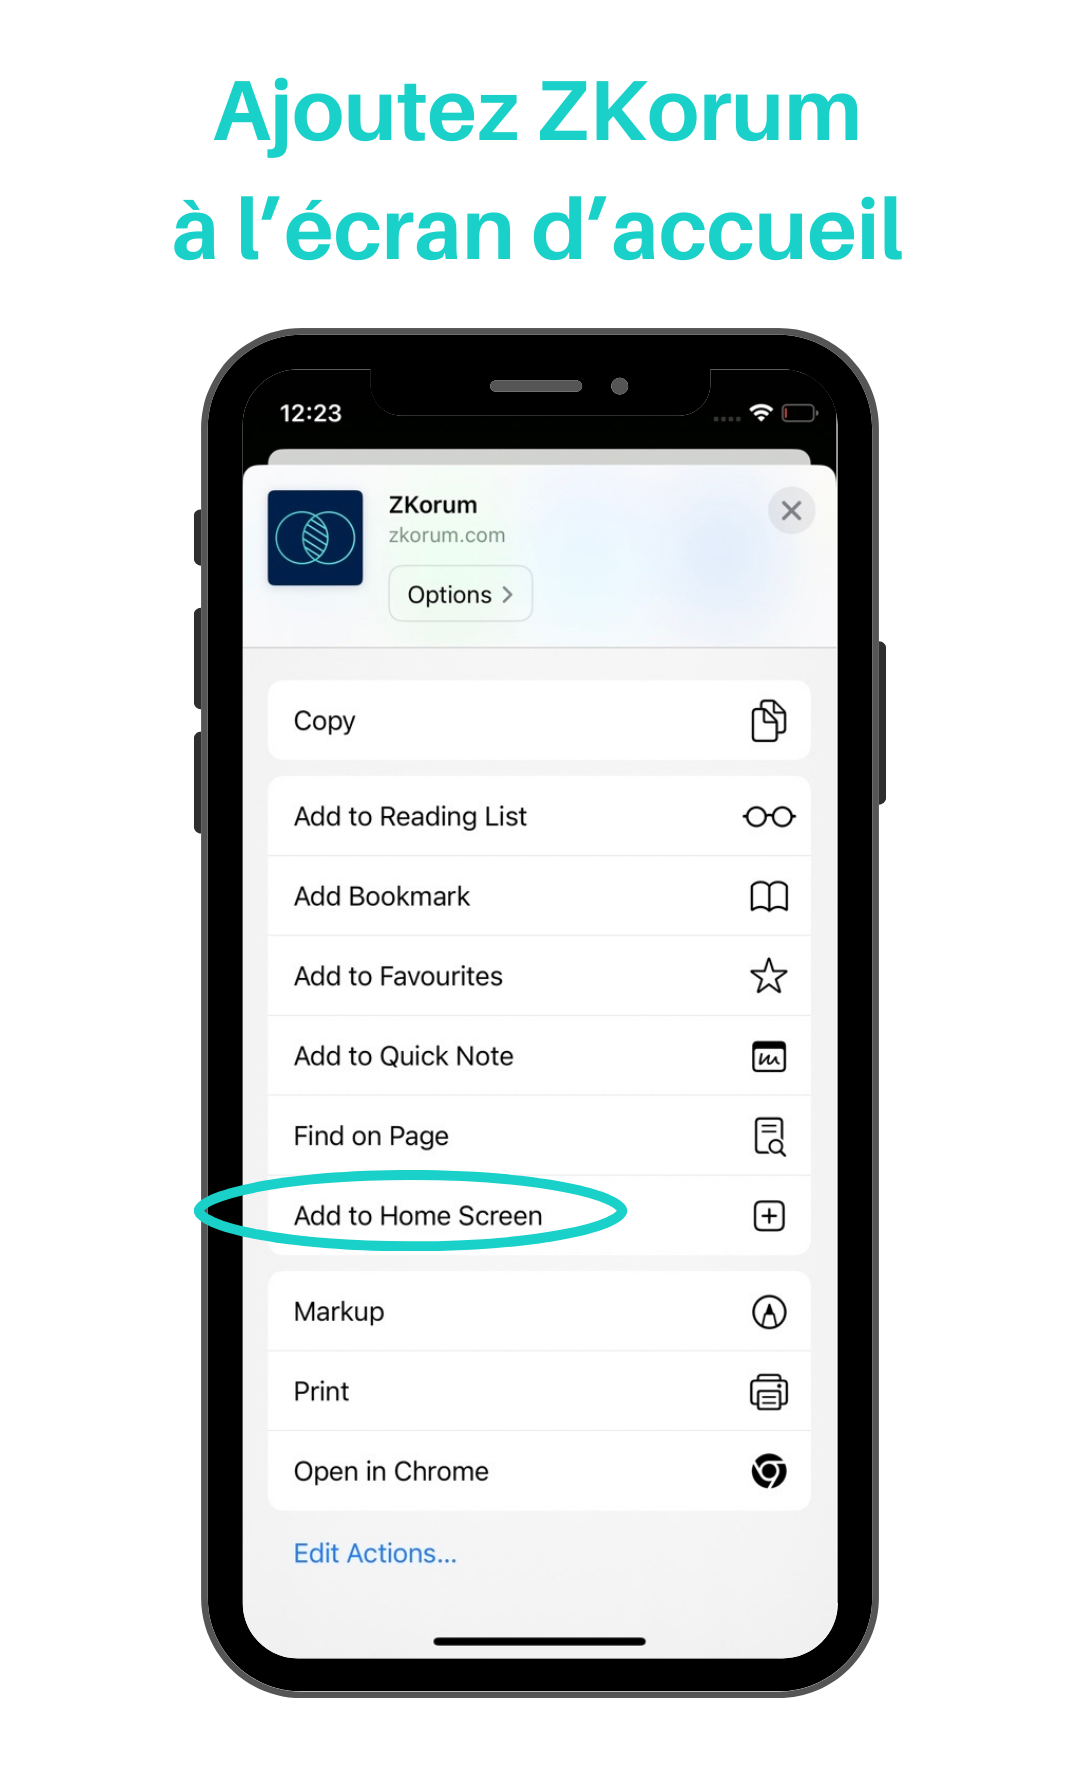 Ajoutez ZKorum
à l’écran d’accueil
12:23
ZKorum
zkorum.com
Options
Copy
Add to Reading List
Add Bookmark
Add to Favourites
Add to Quick Note
Find on Page
Add to Home Screen
Markup
Print
Open in Chrome
Edit Actions...